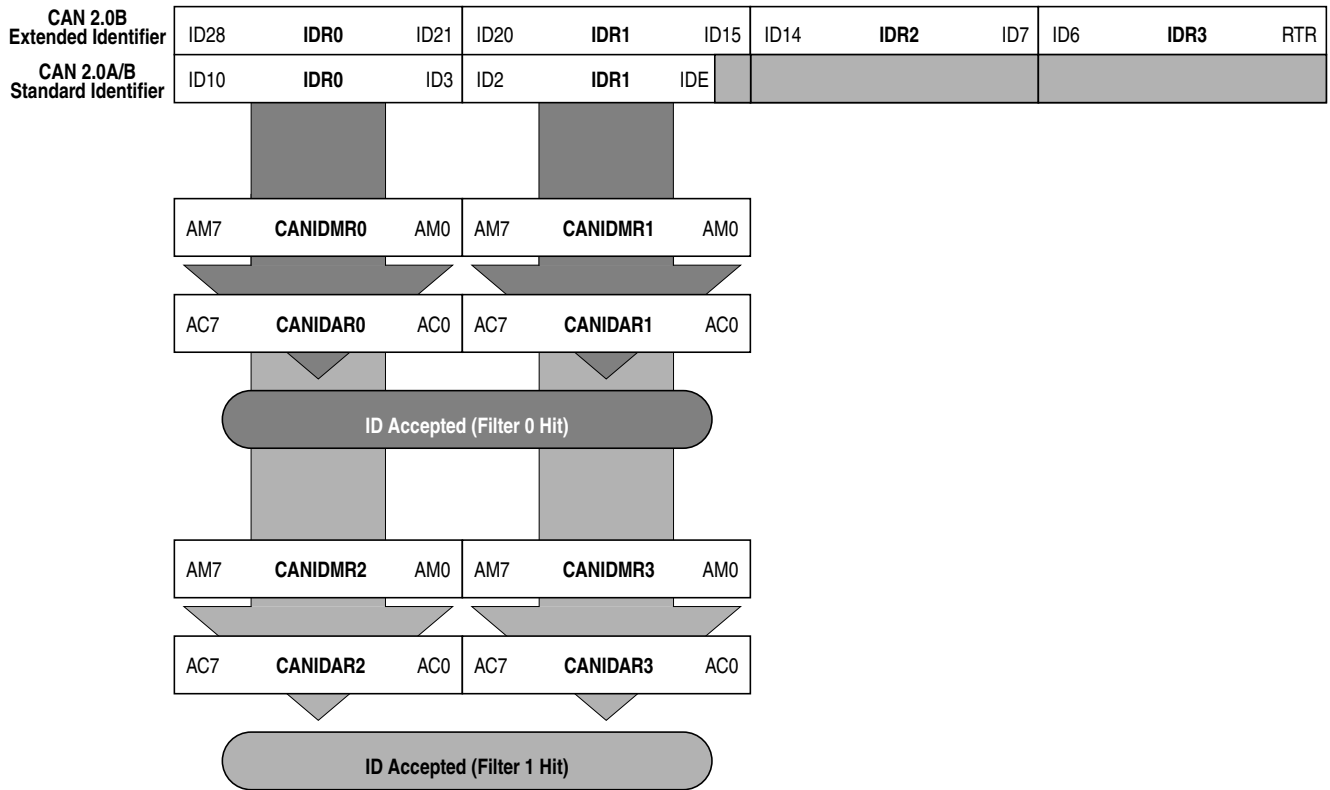 CAN 2.0B
Extended Identifier ID28 IDR0 ID21 ID20 IDR1 ID15 ID14 IDR2 ID7 ID6 IDR3 RTR
CAN 2.0A/B
Standard Identifier ID10 IDR0 ID3 ID2 IDR1 IDE
AM7 CANIDMR0 AM0 AM7 CANIDMR1 AM0
AC7 CANIDAR0 AC0 AC7 CANIDAR1 AC0
ID Accepted (Filter 0 Hit)
AM7 CANIDMR2 AM0 AM7 CANIDMR3 AM0
AC7 CANIDAR2 AC0 AC7 CANIDAR3 AC0
ID Accepted (Filter 1 Hit)